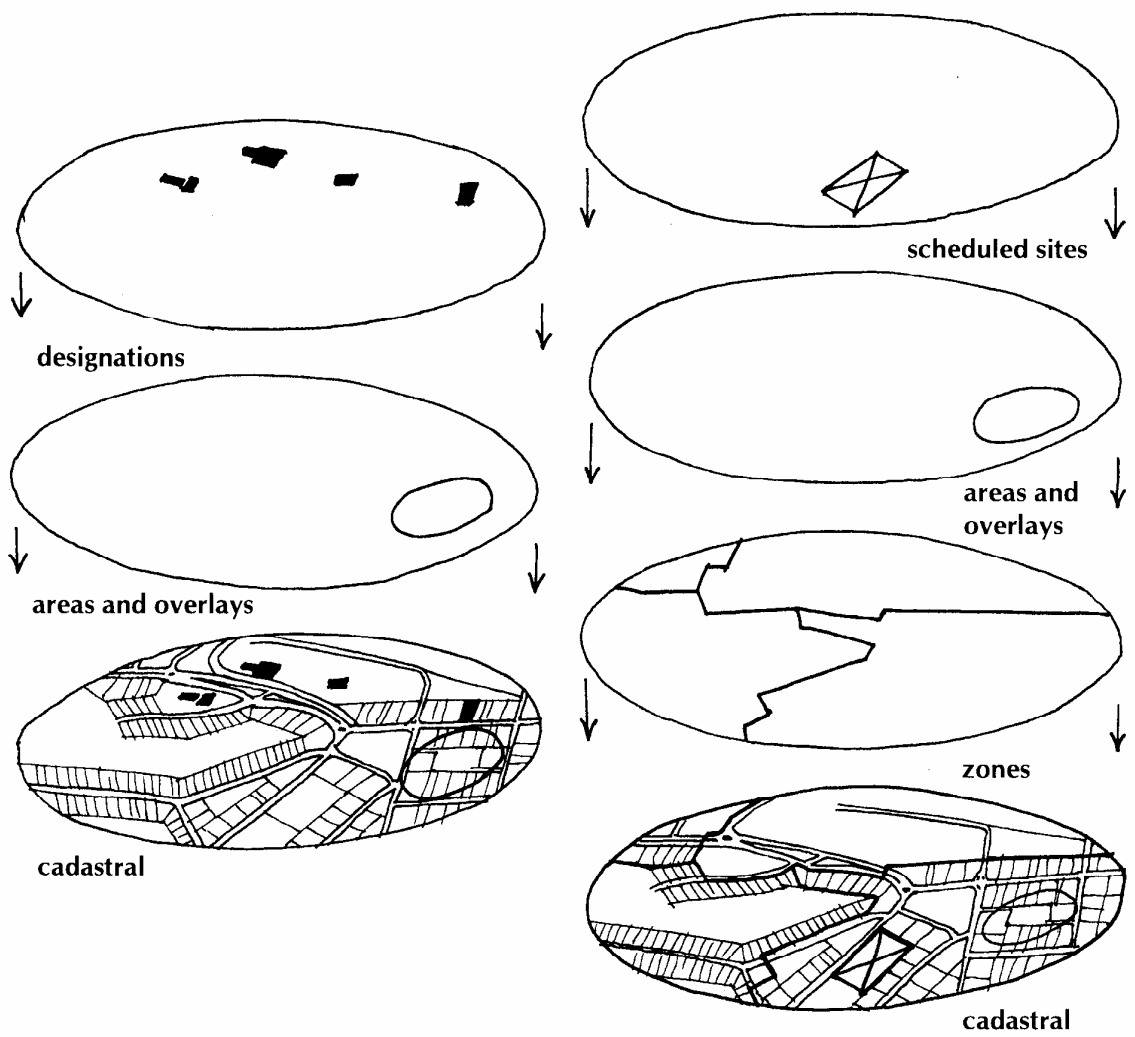 designations
areas and overlays
cadastral
scheduled sites
areas and
overlays
zones
cadastral